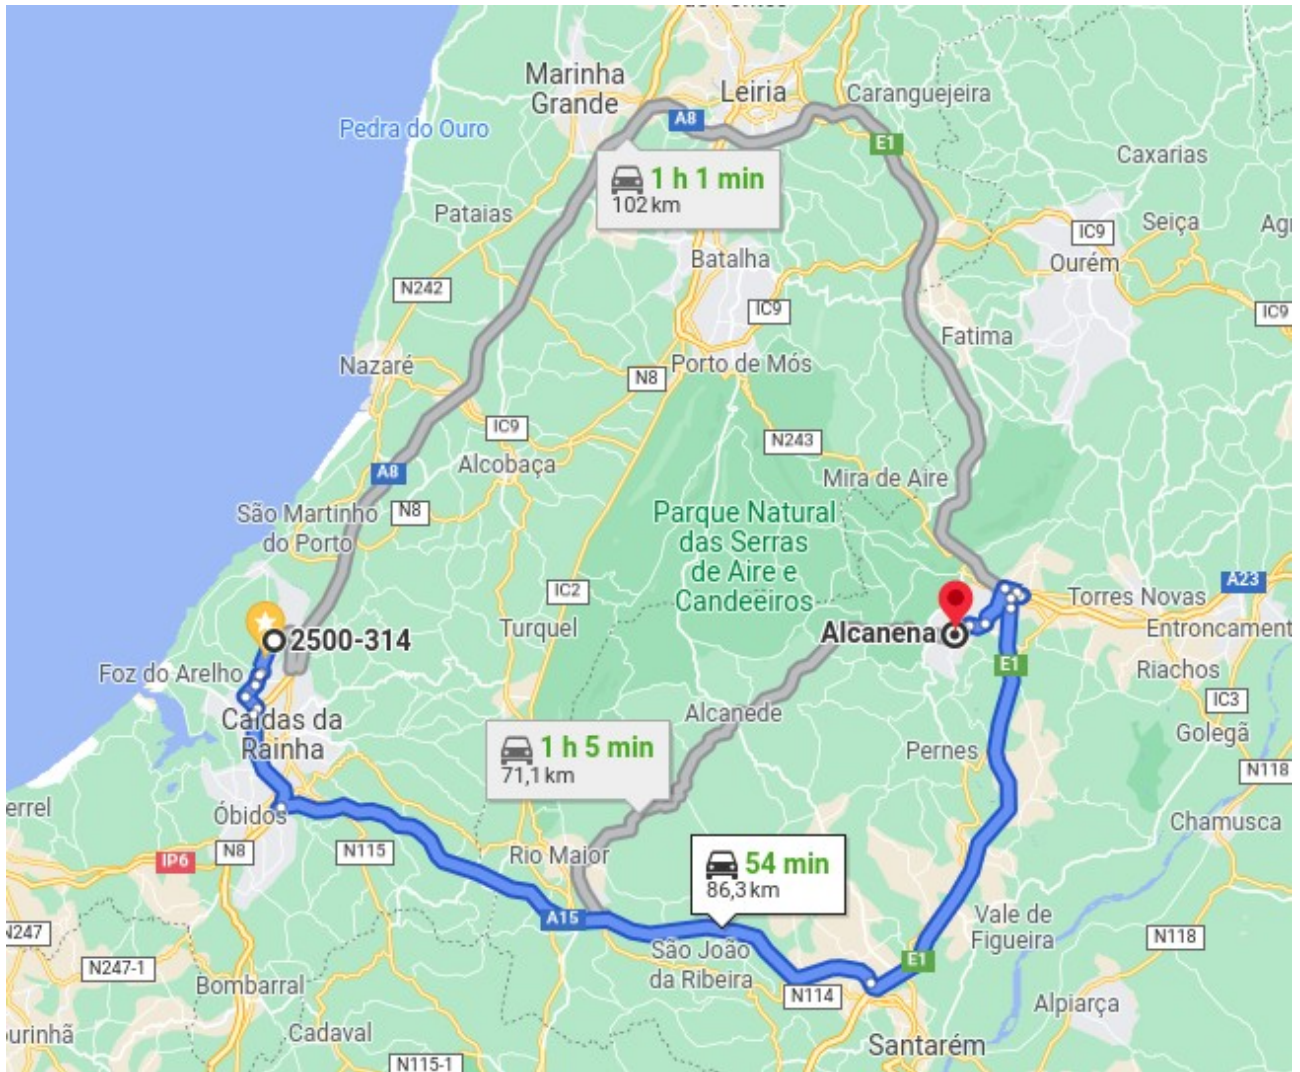 Marinha
Grande
Leiria
Caranguejeira
A8
Pedra do Ouro
E1
Caxarias
1 h 1 min
102 km
Pataias
IC9
Seiça
Batalha
Ourém
N242
IC9
IC9
Fatima
Nazaré
Porto de Mós
N8
IC9
N243
Alcobaça
A8
Mira de Aire
São Martinho
do Porto
N8
Parque Natural
das Serras
de Aire e
Candeeiros
IC2
A23
Torres Novas
Turquel
Entroncament
2500-314
Alcanena
Foz do Arelho
E1
Riachos
IC3
Caldas da
Rainha
Alcanede
Golegã
1 h 5 min
71,1 km
Pernes
N118
errel
Óbidos
Chamusca
IP6
N8
N115
Rio Maior
54 min
86,3 km
A15
Vale de
Figueira
N247
São João
da Ribeira
E1
N118
N247-1
Bombarral
N114
Alpiarça
ourinhã
Cadaval
Santarém
N115-1